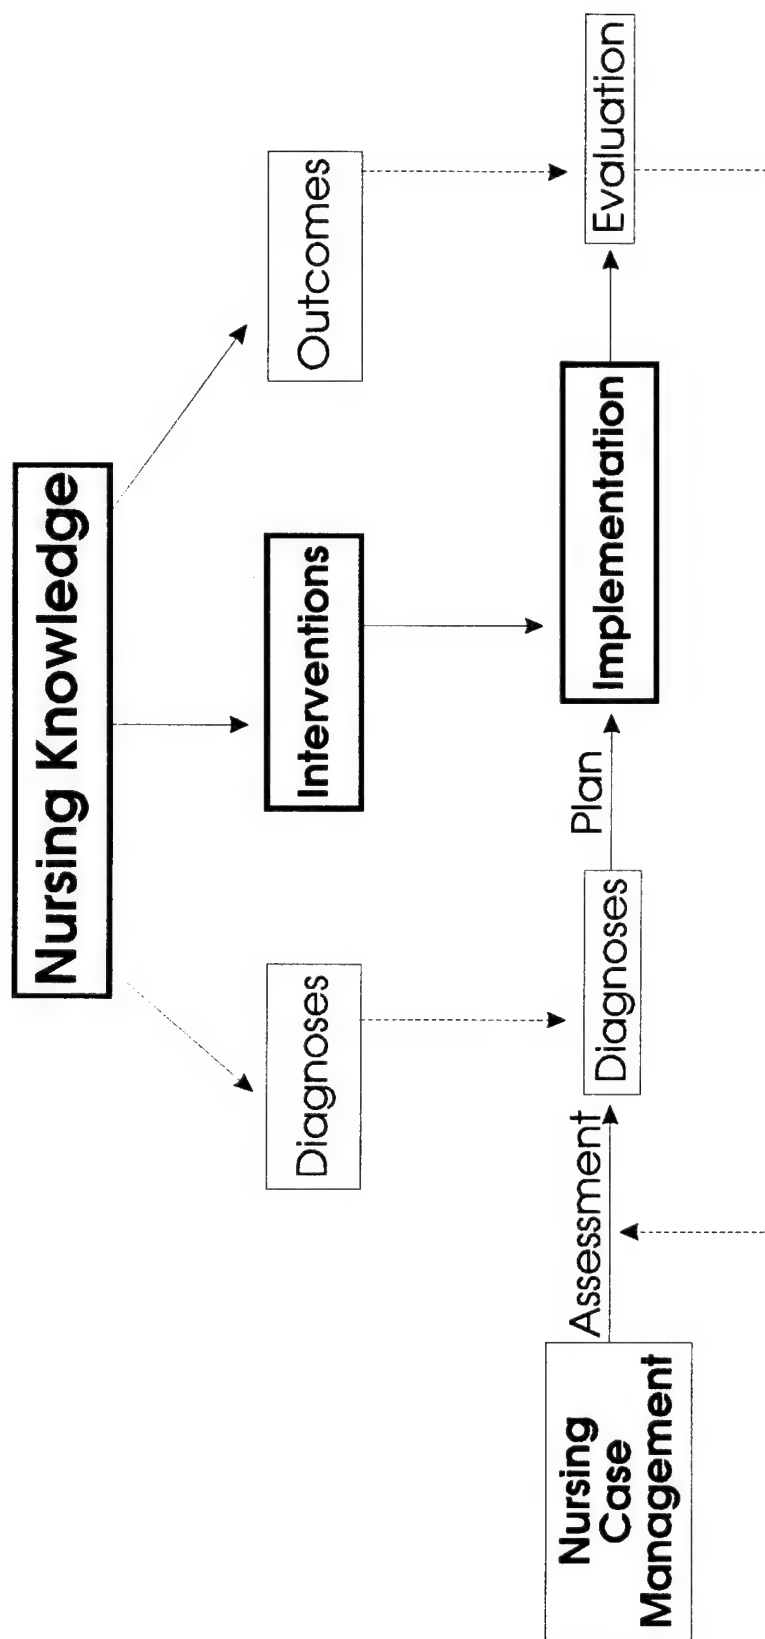 Nursing Knowledge
Diagnoses
Interventions
Outcomes
Nursing
Case
Management
Assessment
Diagnoses
Plan
Implementation
Evaluation